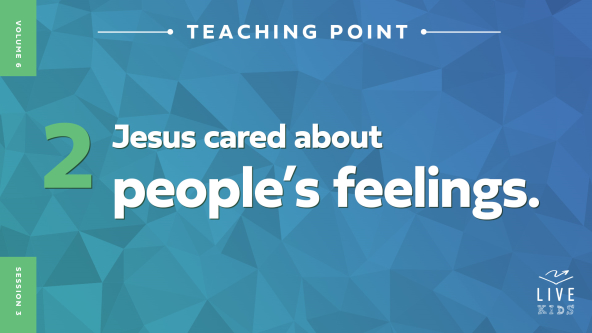 VOLUME 6
TEACHING POINT
2
Jesus cared about
people's feelings.
SESSION 3
LIVE
KIDS